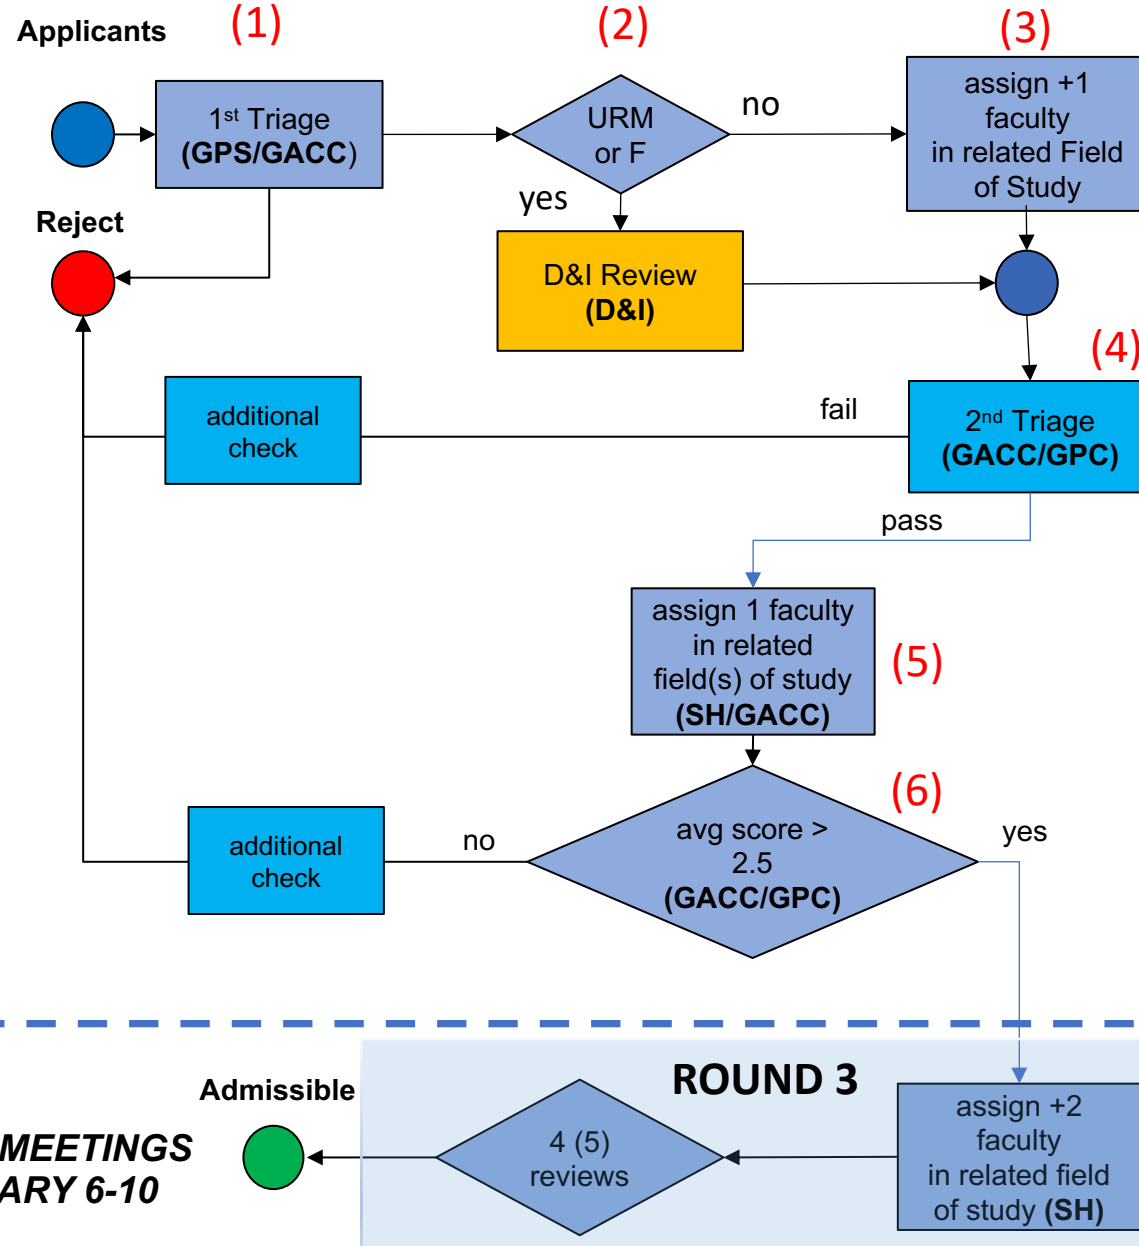 Applicants
(1)
(2)
(3)
1st Triage
(GPS/GACC)
URM
or F
no
assign +1
faculty
in related Field
of Study
yes
Reject
D&I Review
(D&I)
(4)
additional
check
fail
2nd Triage
(GACC/GPC)
pass
assign 1 faculty
in related
field(s) of study
(SH/GACC)
(5)
(6)
avg score >
2.5
(GACC/GPC)
yes
no
additional
check
ROUND 3
Admissible
MEETINGS
ARY 6-10
4 (5)
reviews
assign +2
faculty
in related field
of study (SH)